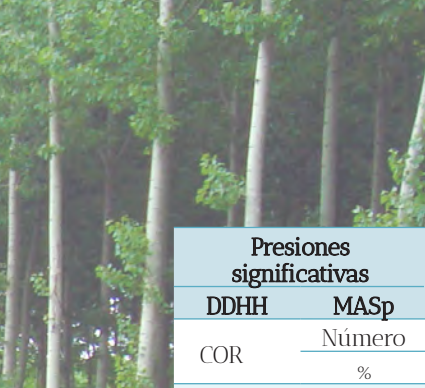 Presiones
significativas
DDHH MASp
COR Número
%